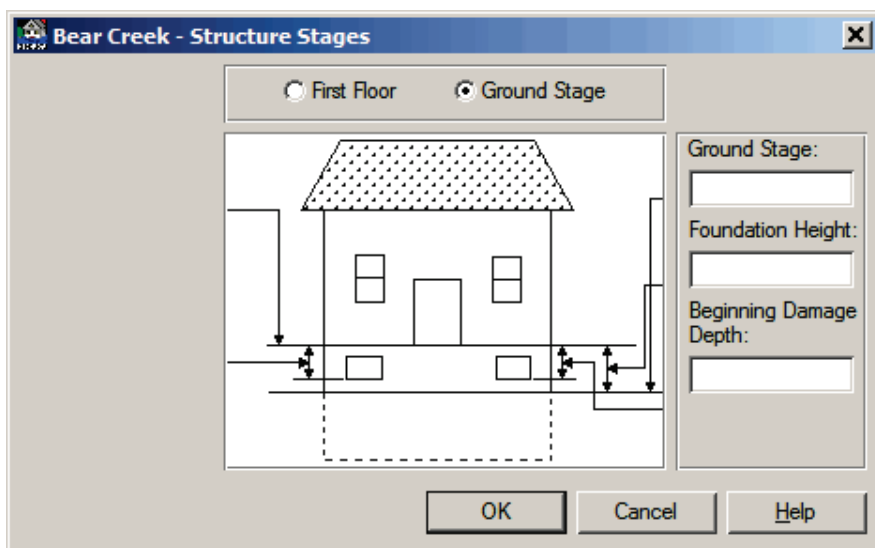 Bear Creek - Structure Stages
First Floor
Ground Stage
Ground Stage:
Foundation Height:
Beginning Damage
Depth:
OK
Cancel
Help